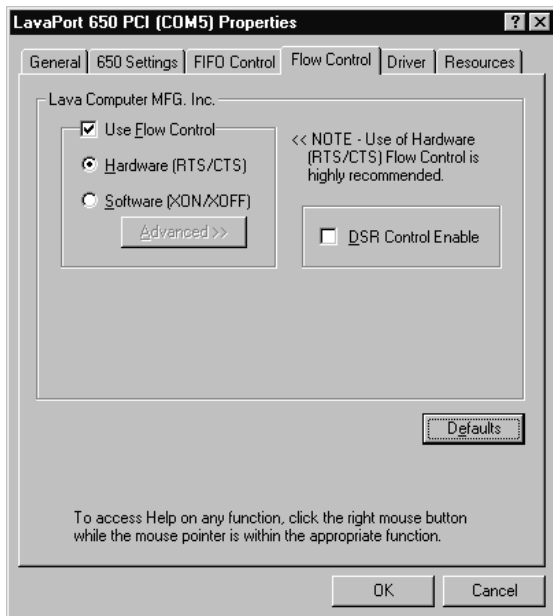 LavaPort 650 PCI (COM5) Properties
? X
General 650 Settings FIFO Control Flow Control Driver Resources
Lava Computer MFG. Inc.
Use Flow Control
Hardware (RTS/CTS)
Software (XON/XOFF)
Advanced >>
<< NOTE - Use of Hardware
(RTS/CTS) Flow Control is
highly recommended.
DSR Control Enable
Defaults
To access Help on any function, click the right mouse button
while the mouse pointer is within the appropriate function.
OK Cancel